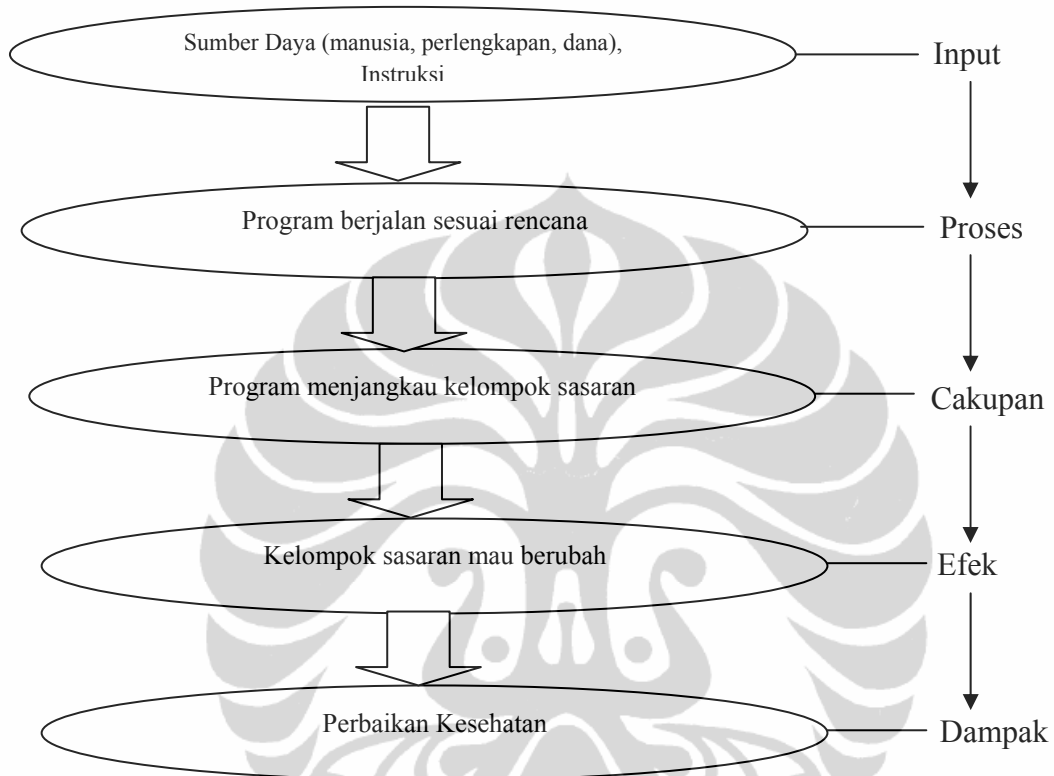 Sumber Daya (manusia, perlengkapan, dana),
Instruksi
Input
Program berjalan sesuai rencana
Proses
Program menjangkau kelompok sasaran
Cakupan
Kelompok sasaran mau berubah
Efek
Perbaikan Kesehatan
Dampak